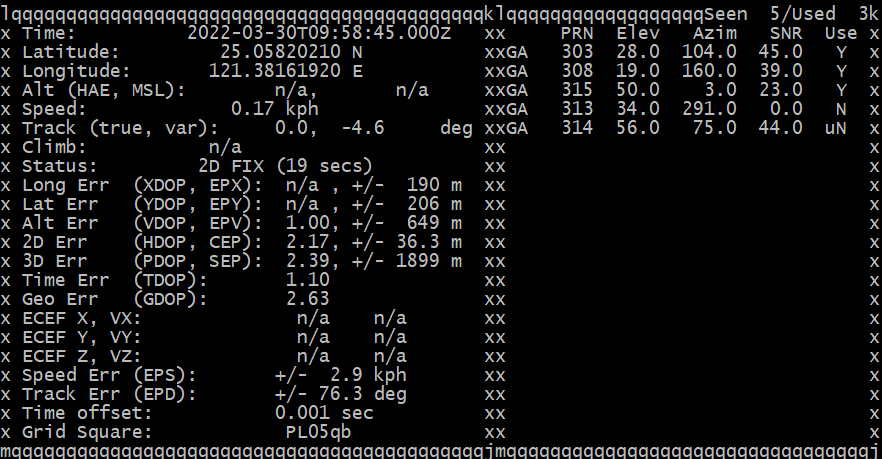 lqqqqqqqqqqqqqqqqqqqqqqqqqqqqqqqqqqqqqqqqqqqklqqqqqqqqqqqqqqqqqqSeen  5/Used  3k
x Time:          2022-03-30T09:58:45.000Z   xx      PRN  Elev   Azim   SNR  Use x
x Latitude:         25.05820210 N           xxGA   303  28.0  104.0  45.0   Y  x
x Longitude:       121.38161920 E           xxGA   308  19.0  160.0  39.0   Y  x
x Alt (HAE, MSL):        n/a,       n/a     xxGA   315  50.0    3.0  23.0   Y  x
x Speed:             0.17 kph               xxGA   313  34.0  291.0   0.0   N  x
x Track (true, var):     0.0,  -4.6     deg xxGA   314  56.0   75.0  44.0  uN  x
x Climb:           n/a                      xx x
x Status:         2D FIX (19 secs)          xx x
x Long Err  (XDOP, EPX):  n/a , +/-  190 m  xx x
x Lat Err   (YDOP, EPY):  n/a , +/-  206 m  xx x
x Alt Err   (VDOP, EPV):  1.00, +/-  649 m  xx x
x 2D Err    (HDOP, CEP):  2.17, +/- 36.3 m  xx x
x 3D Err    (PDOP, SEP):  2.39, +/- 1899 m  xx x
x Time Err  (TDOP):       1.10              xx x
x Geo Err   (GDOP):       2.63              xx x
x ECEF X, VX:              n/a    n/a       xx x
x ECEF Y, VY:              n/a    n/a       xx x
x ECEF Z, VZ:              n/a    n/a       xx x
x Speed Err (EPS):       +/-  2.9 kph       xx x
x Track Err (EPD):       +/- 76.3 deg       xx x
x Time offset:           0.001 sec          xx x
x Grid Square:            PL05qb            xx x
mqqqqqqqqqqqqqqqqqqqqqqqqqqqqqqqqqqqqqqqqqqqjmqqqqqqqqqqqqqqqqqqqqqqqqqqqqqqqqqqj